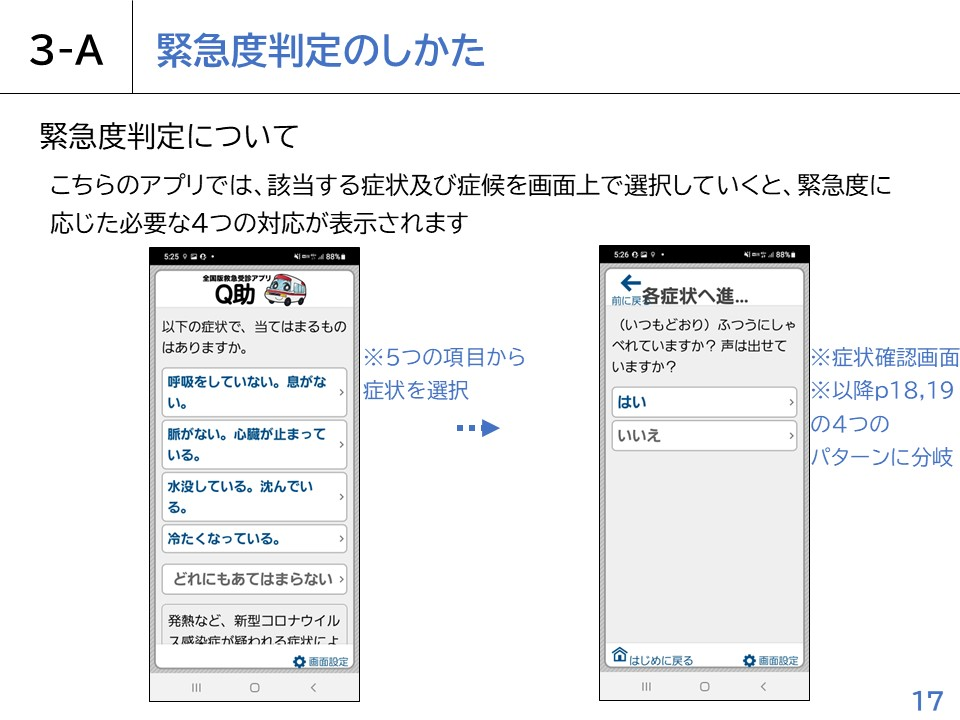 3-A
緊急度判定のしかた
緊急度判定について
こちらのアプリでは、該当する症状及び症候を画面上で選択していくと、緊急度に
応じた必要な4つの対応が表示されます
5:25
88%
全国版救急受診アプリ
Q助
以下の症状で、当てはまるもの
はありますか。
呼吸をしていない。息がな
い。
脈がない。心臓が止まって
いる。
水没している。沈んでい
る。
冷たくなっている。
どれにもあてはまらない
発熱など、新型コロナウイル
ス感染症が疑われる症状によ
画面設定
※5つの項目から
症状を選択
5:26
88%
前に戻る
各症状へ進...
（いつもどおり）ふつうにしゃ
べれていますか？ 声は出せて
いますか？
はい
いいえ
はじめに戻る
画面設定
※症状確認画面
※以降p18,19
の4つの
パターンに分岐
17